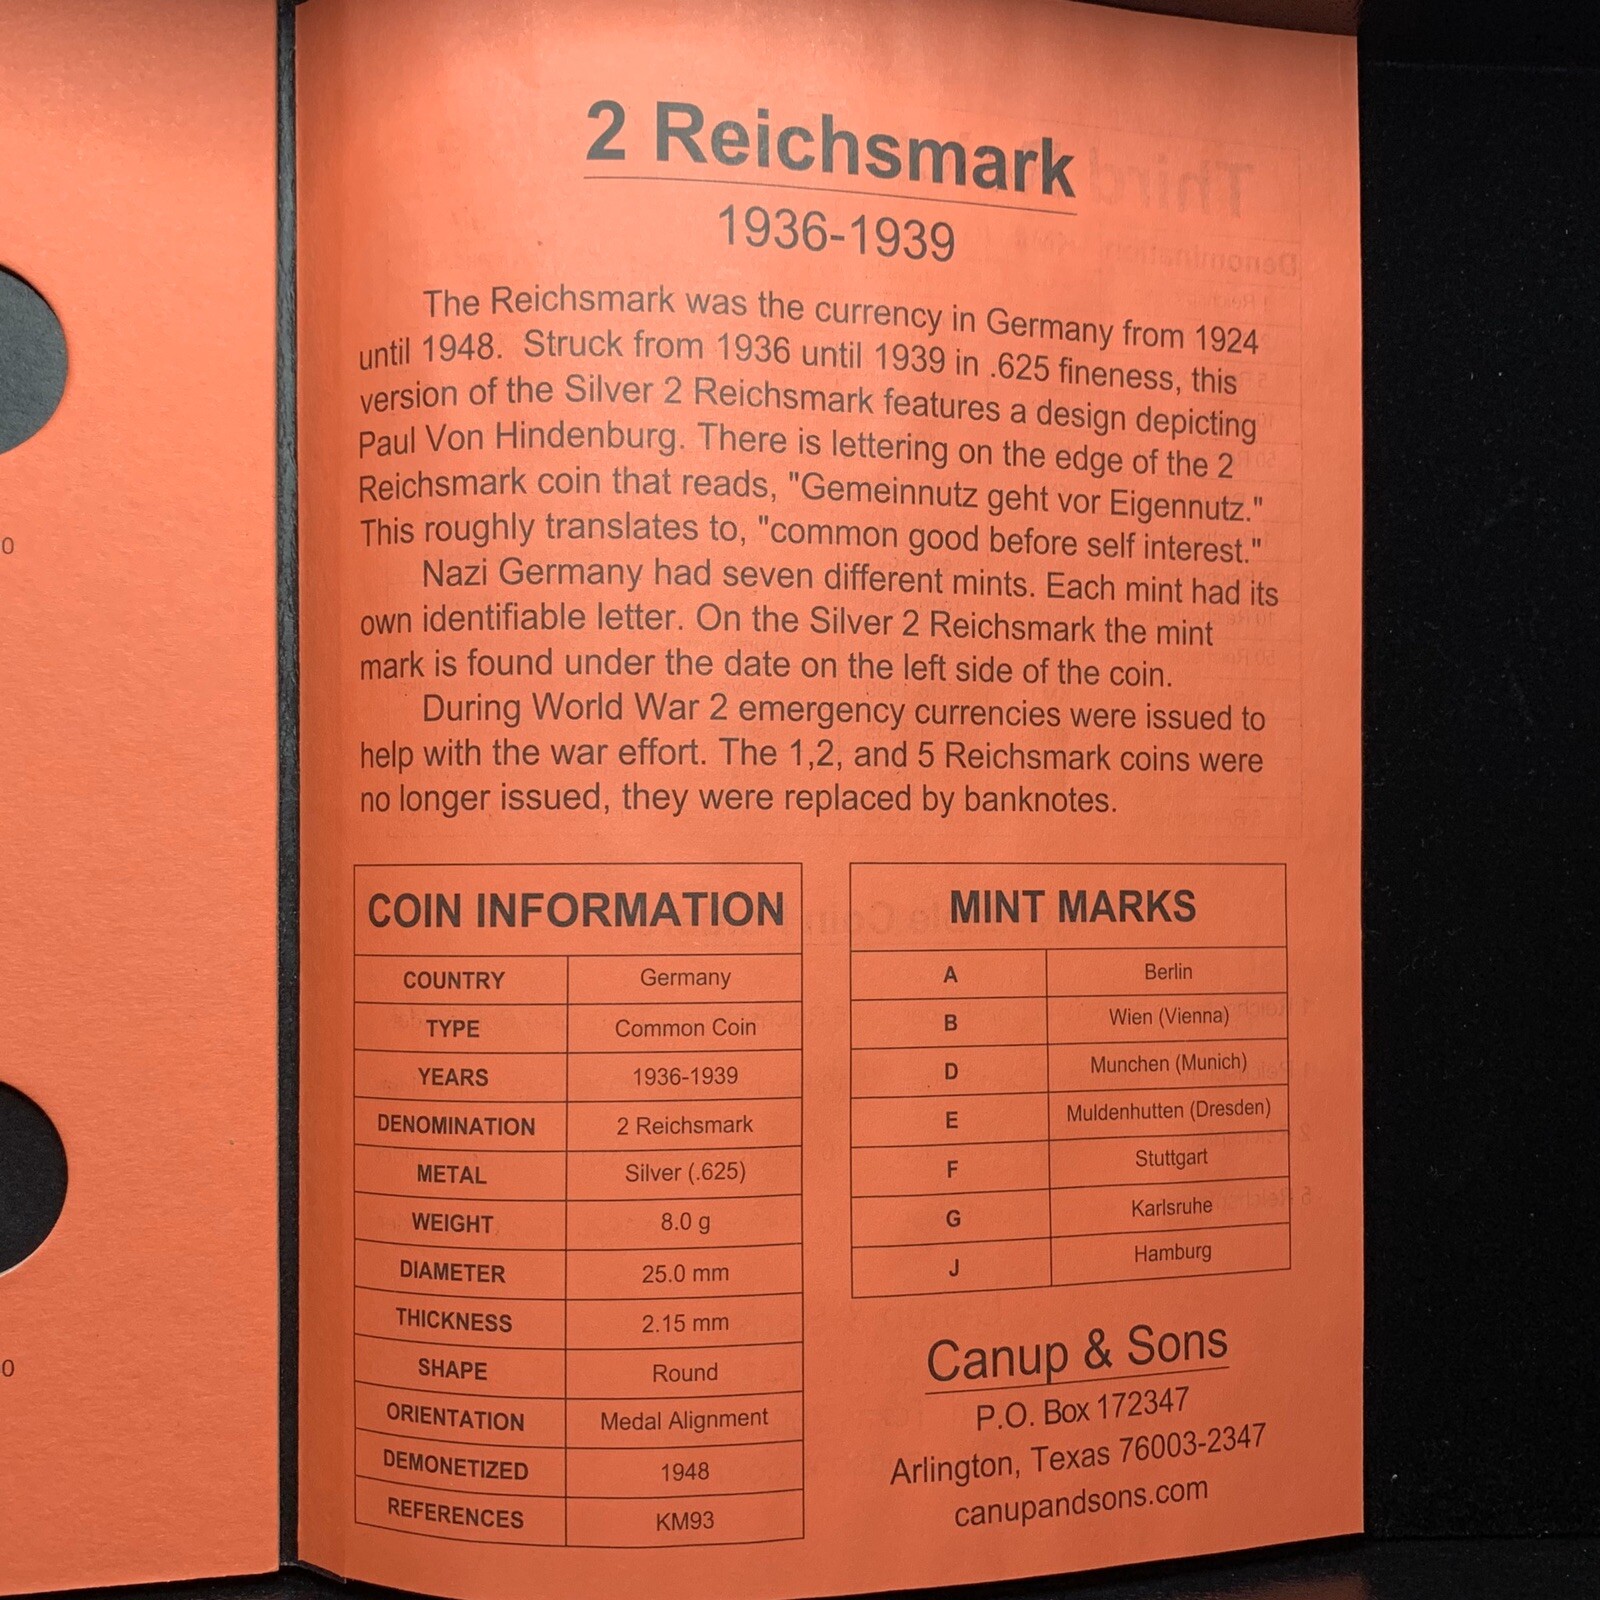 2 Reichsmark
1936-1939
The Reichsmark was the currency in Germany from 1924
until 1948. Struck from 1936 until 1939 in .625 fineness, this
version of the Silver 2 Reichsmark features a design depicting
Paul Von Hindenburg. There is lettering on the edge of the 2
Reichsmark coin that reads, "Gemeinnutz geht vor Eigennutz."
This roughly translates to, "common good before self interest."
Nazi Germany had seven different mints. Each mint had its
own identifiable letter. On the Silver 2 Reichsmark the mint
mark is found under the date on the left side of the coin.
During World War 2 emergency currencies were issued to
help with the war effort. The 1,2, and 5 Reichsmark coins were
no longer issued, they were replaced by banknotes.
COIN INFORMATION
COUNTRY Germany
TYPE Common Coin
YEARS 1936-1939
DENOMINATION 2 Reichsmark
METAL Silver (.625)
WEIGHT 8.0 g
DIAMETER 25.0 mm
THICKNESS 2.15 mm
SHAPE Round
ORIENTATION Medal Alignment
DEMONETIZED 1948
REFERENCES KM93
MINT MARKS
A Berlin
B Wien (Vienna)
D Munchen (Munich)
E Muldenhutten (Dresden)
F Stuttgart
G Karlsruhe
J Hamburg
Canup & Sons
P.O. Box 172347
Arlington, Texas 76003-2347
canupandsons.com